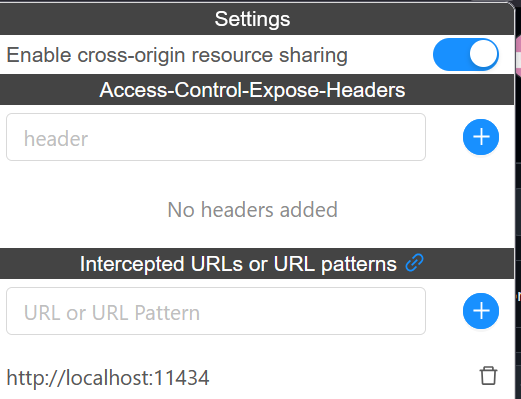 Settings
Enable cross-origin resource sharing
Access-Control-Expose-Headers
header
No headers added
Intercepted URLs or URL patterns
URL or URL Pattern
http://localhost:11434